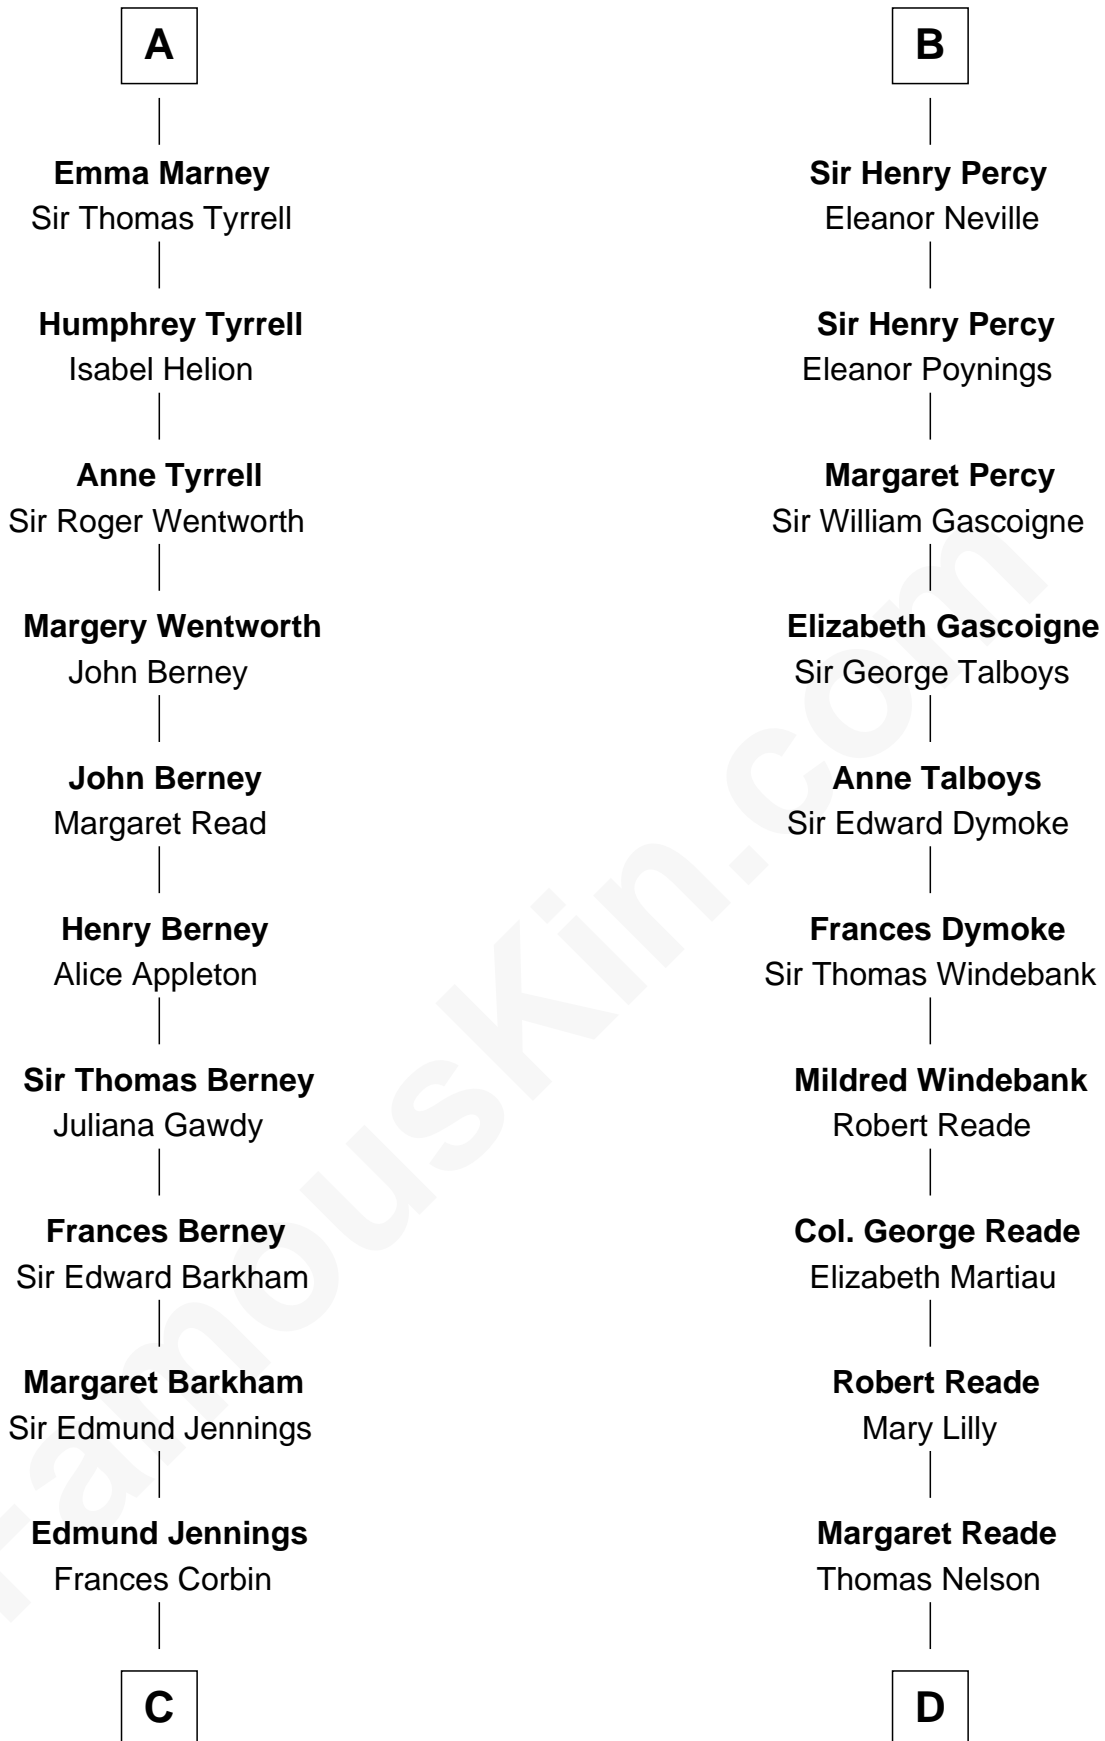 A
Emma Marney
Sir Thomas Tyrrell
Humphrey Tyrrell
Isabel Helion
Anne Tyrrell
Sir Roger Wentworth
Margery Wentworth
John Berney
John Berney
Margaret Read
Henry Berney
Alice Appleton
Sir Thomas Berney
Juliana Gawdy
Frances Berney
Sir Edward Barkham
Margaret Barkham
Sir Edmund Jennings
Edmund Jennings
Frances Corbin
C
B
Sir Henry Percy
Eleanor Neville
Sir Henry Percy
Eleanor Poynings
Margaret Percy
Sir William Gascoigne
Elizabeth Gascoigne
Sir George Talboys
Anne Talboys
Sir Edward Dymoke
Frances Dymoke
Sir Thomas Windebank
Mildred Windebank
Robert Reade
Col. George Reade
Elizabeth Martiau
Robert Reade
Mary Lilly
Margaret Reade
Thomas Nelson
D
FamousKin.com